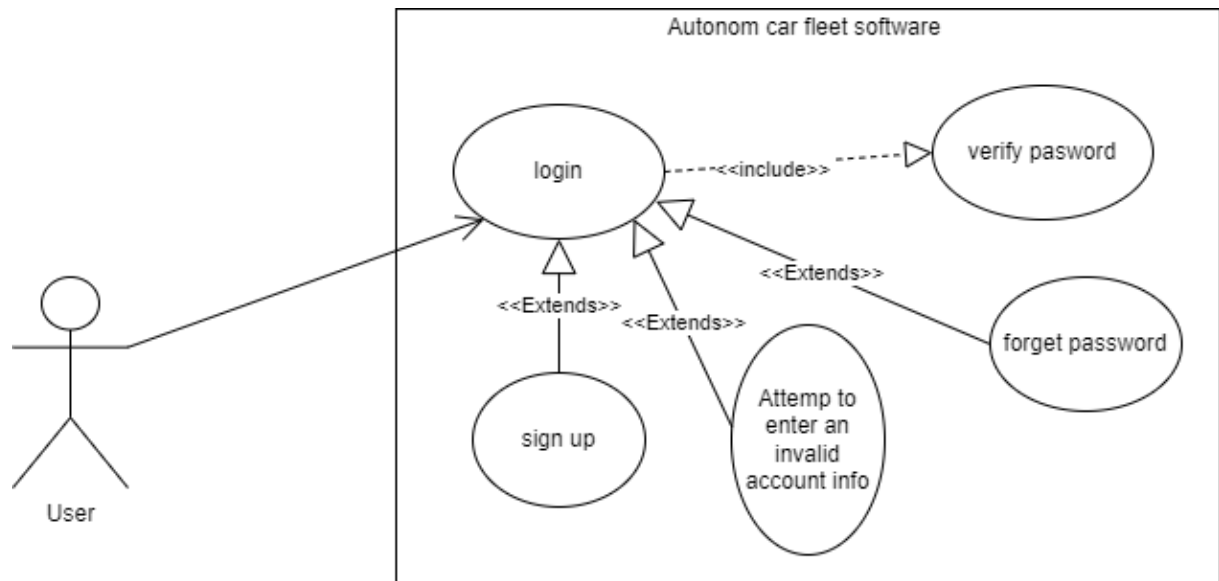 Autonom car fleet software
login
<<include>>
verify pasword
<<Extends>>
<<Extends>>
<<Extends>>
forget password
sign up
Attemp to
enter an
invalid
account info
User